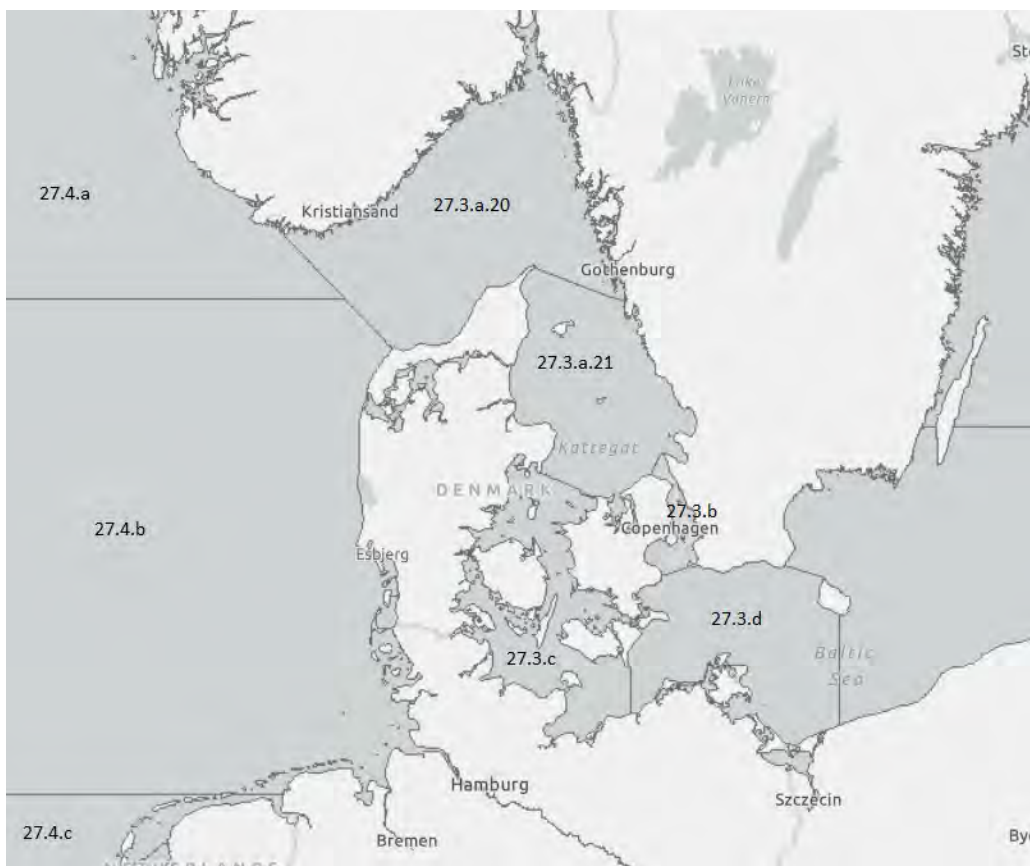 St
Lake
Vänern
27.4.a
Kristiansand
27.3.a.20
Gothenburg
27.3.a.21
Kattegat
DENMARK
27.3.b
Copenhagen
27.4.b
Esbjerg
27.3.d
27.3.c
Baltic
Sea
Hamburg
Szczecin
27.4.c
Bremen
By